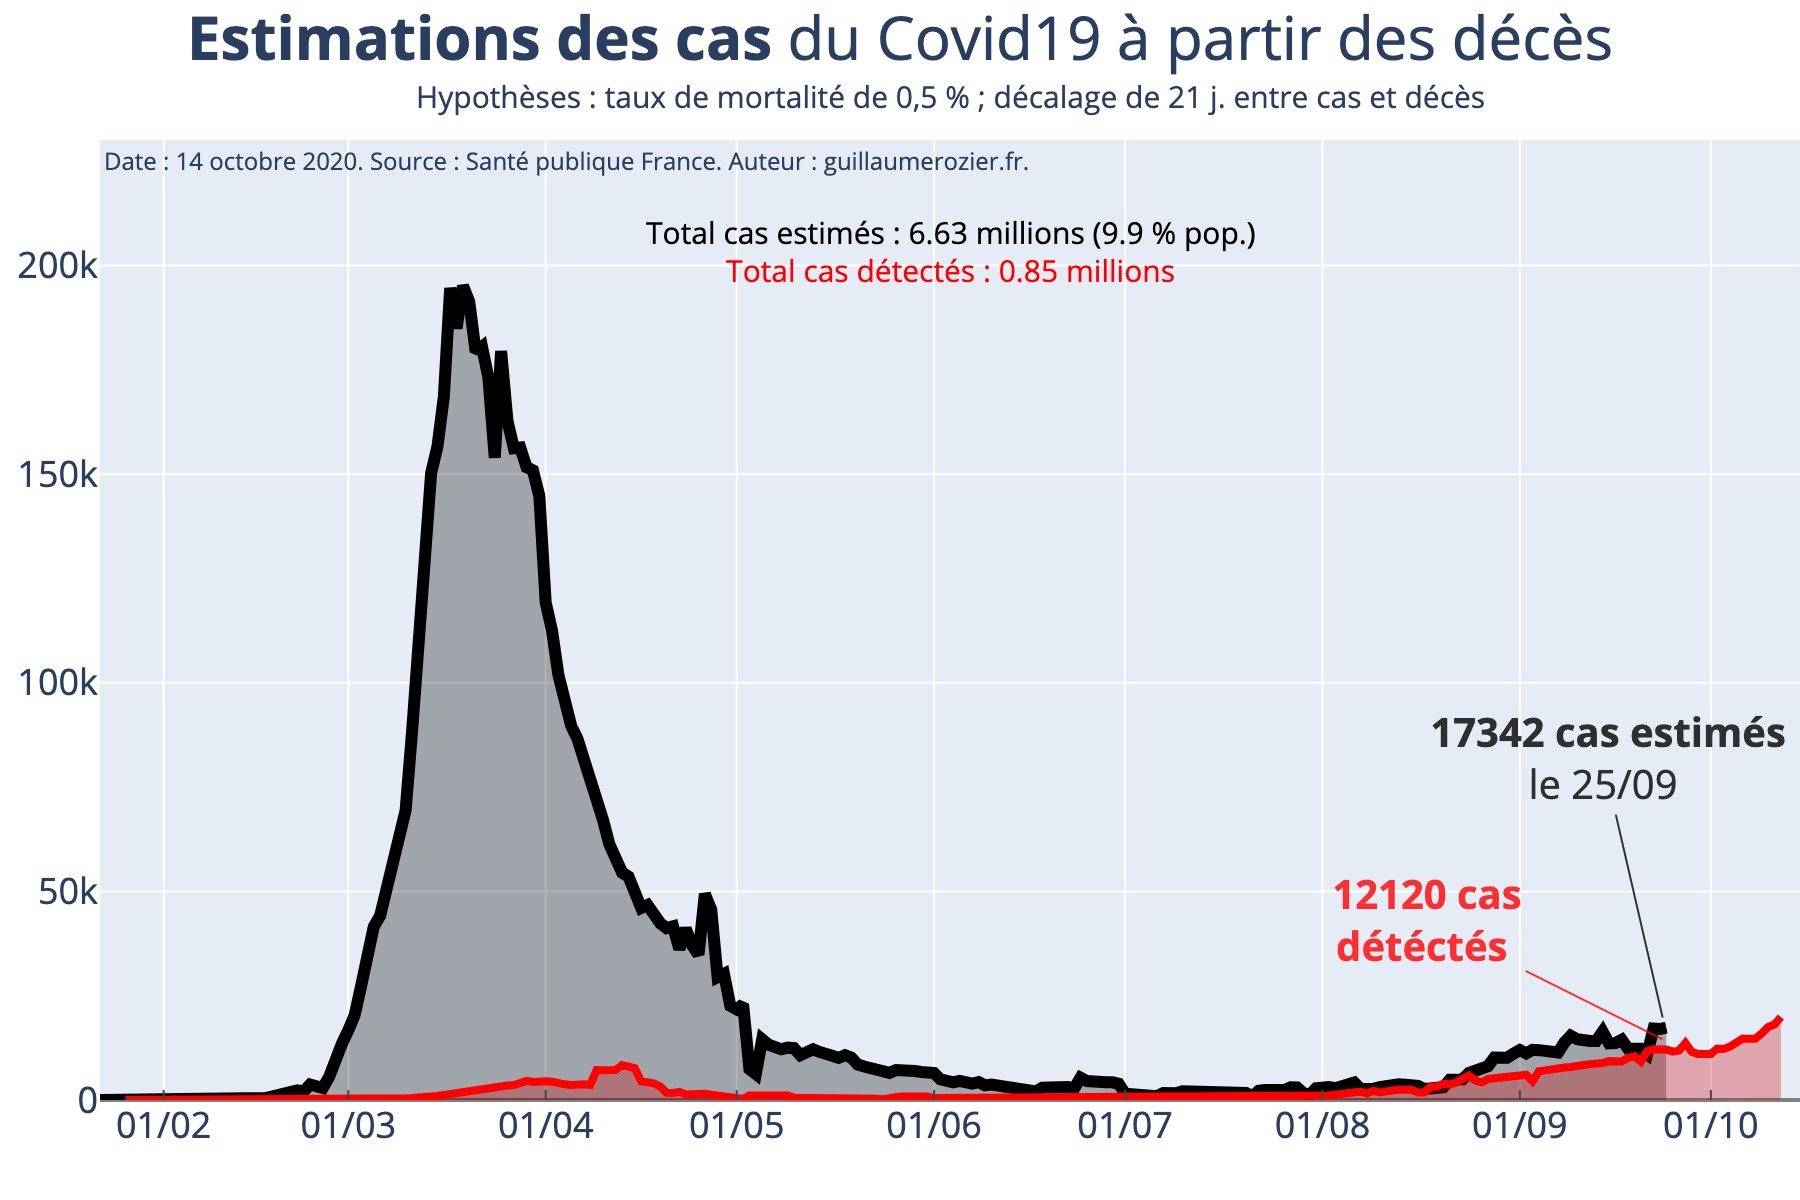 Estimations des cas du Covid19 à partir des décès
Hypothèses : taux de mortalité de 0,5 % ; décalage de 21 j. entre cas et décès
Date : 14 octobre 2020. Source : Santé publique France. Auteur : guillaumerozier.fr.
Total cas estimés : 6.63 millions (9.9 % pop.)
Total cas détectés : 0.85 millions
200k
150k
100k
50k
0
17342 cas estimés
le 25/09
12120 cas
détéctés
01/02 01/03 01/04 01/05 01/06 01/07 01/08 01/09 01/10